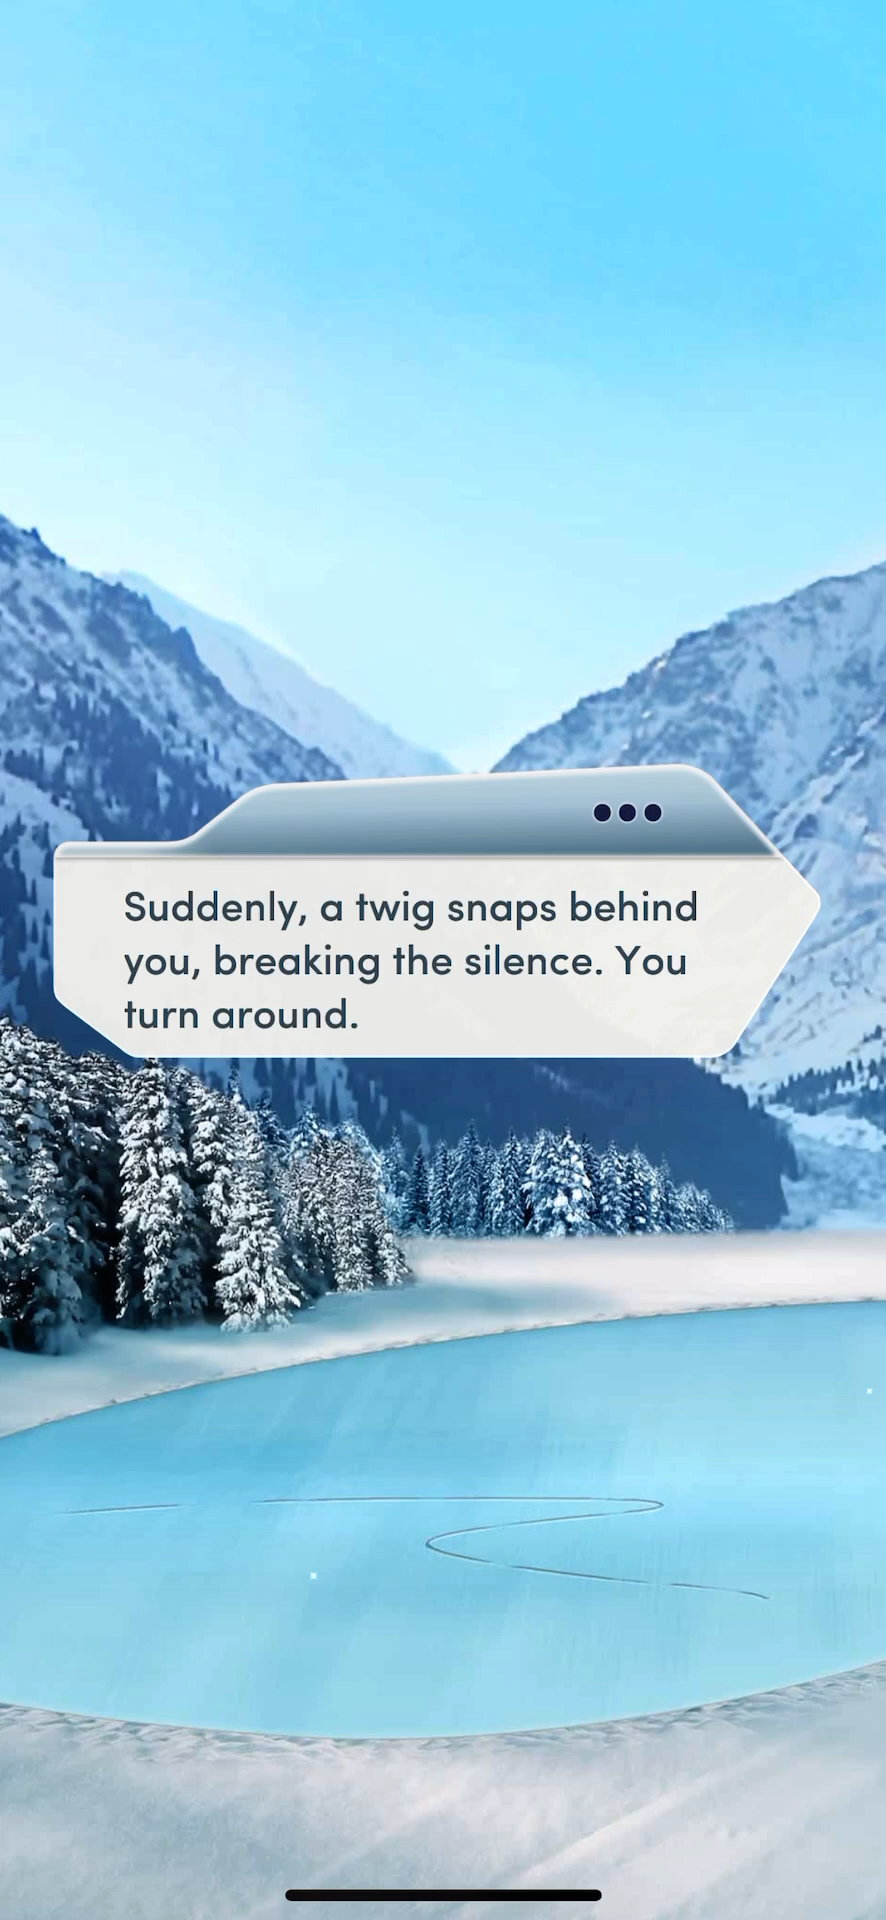 Suddenly, a twig snaps behind
you, breaking the silence. You
turn around.